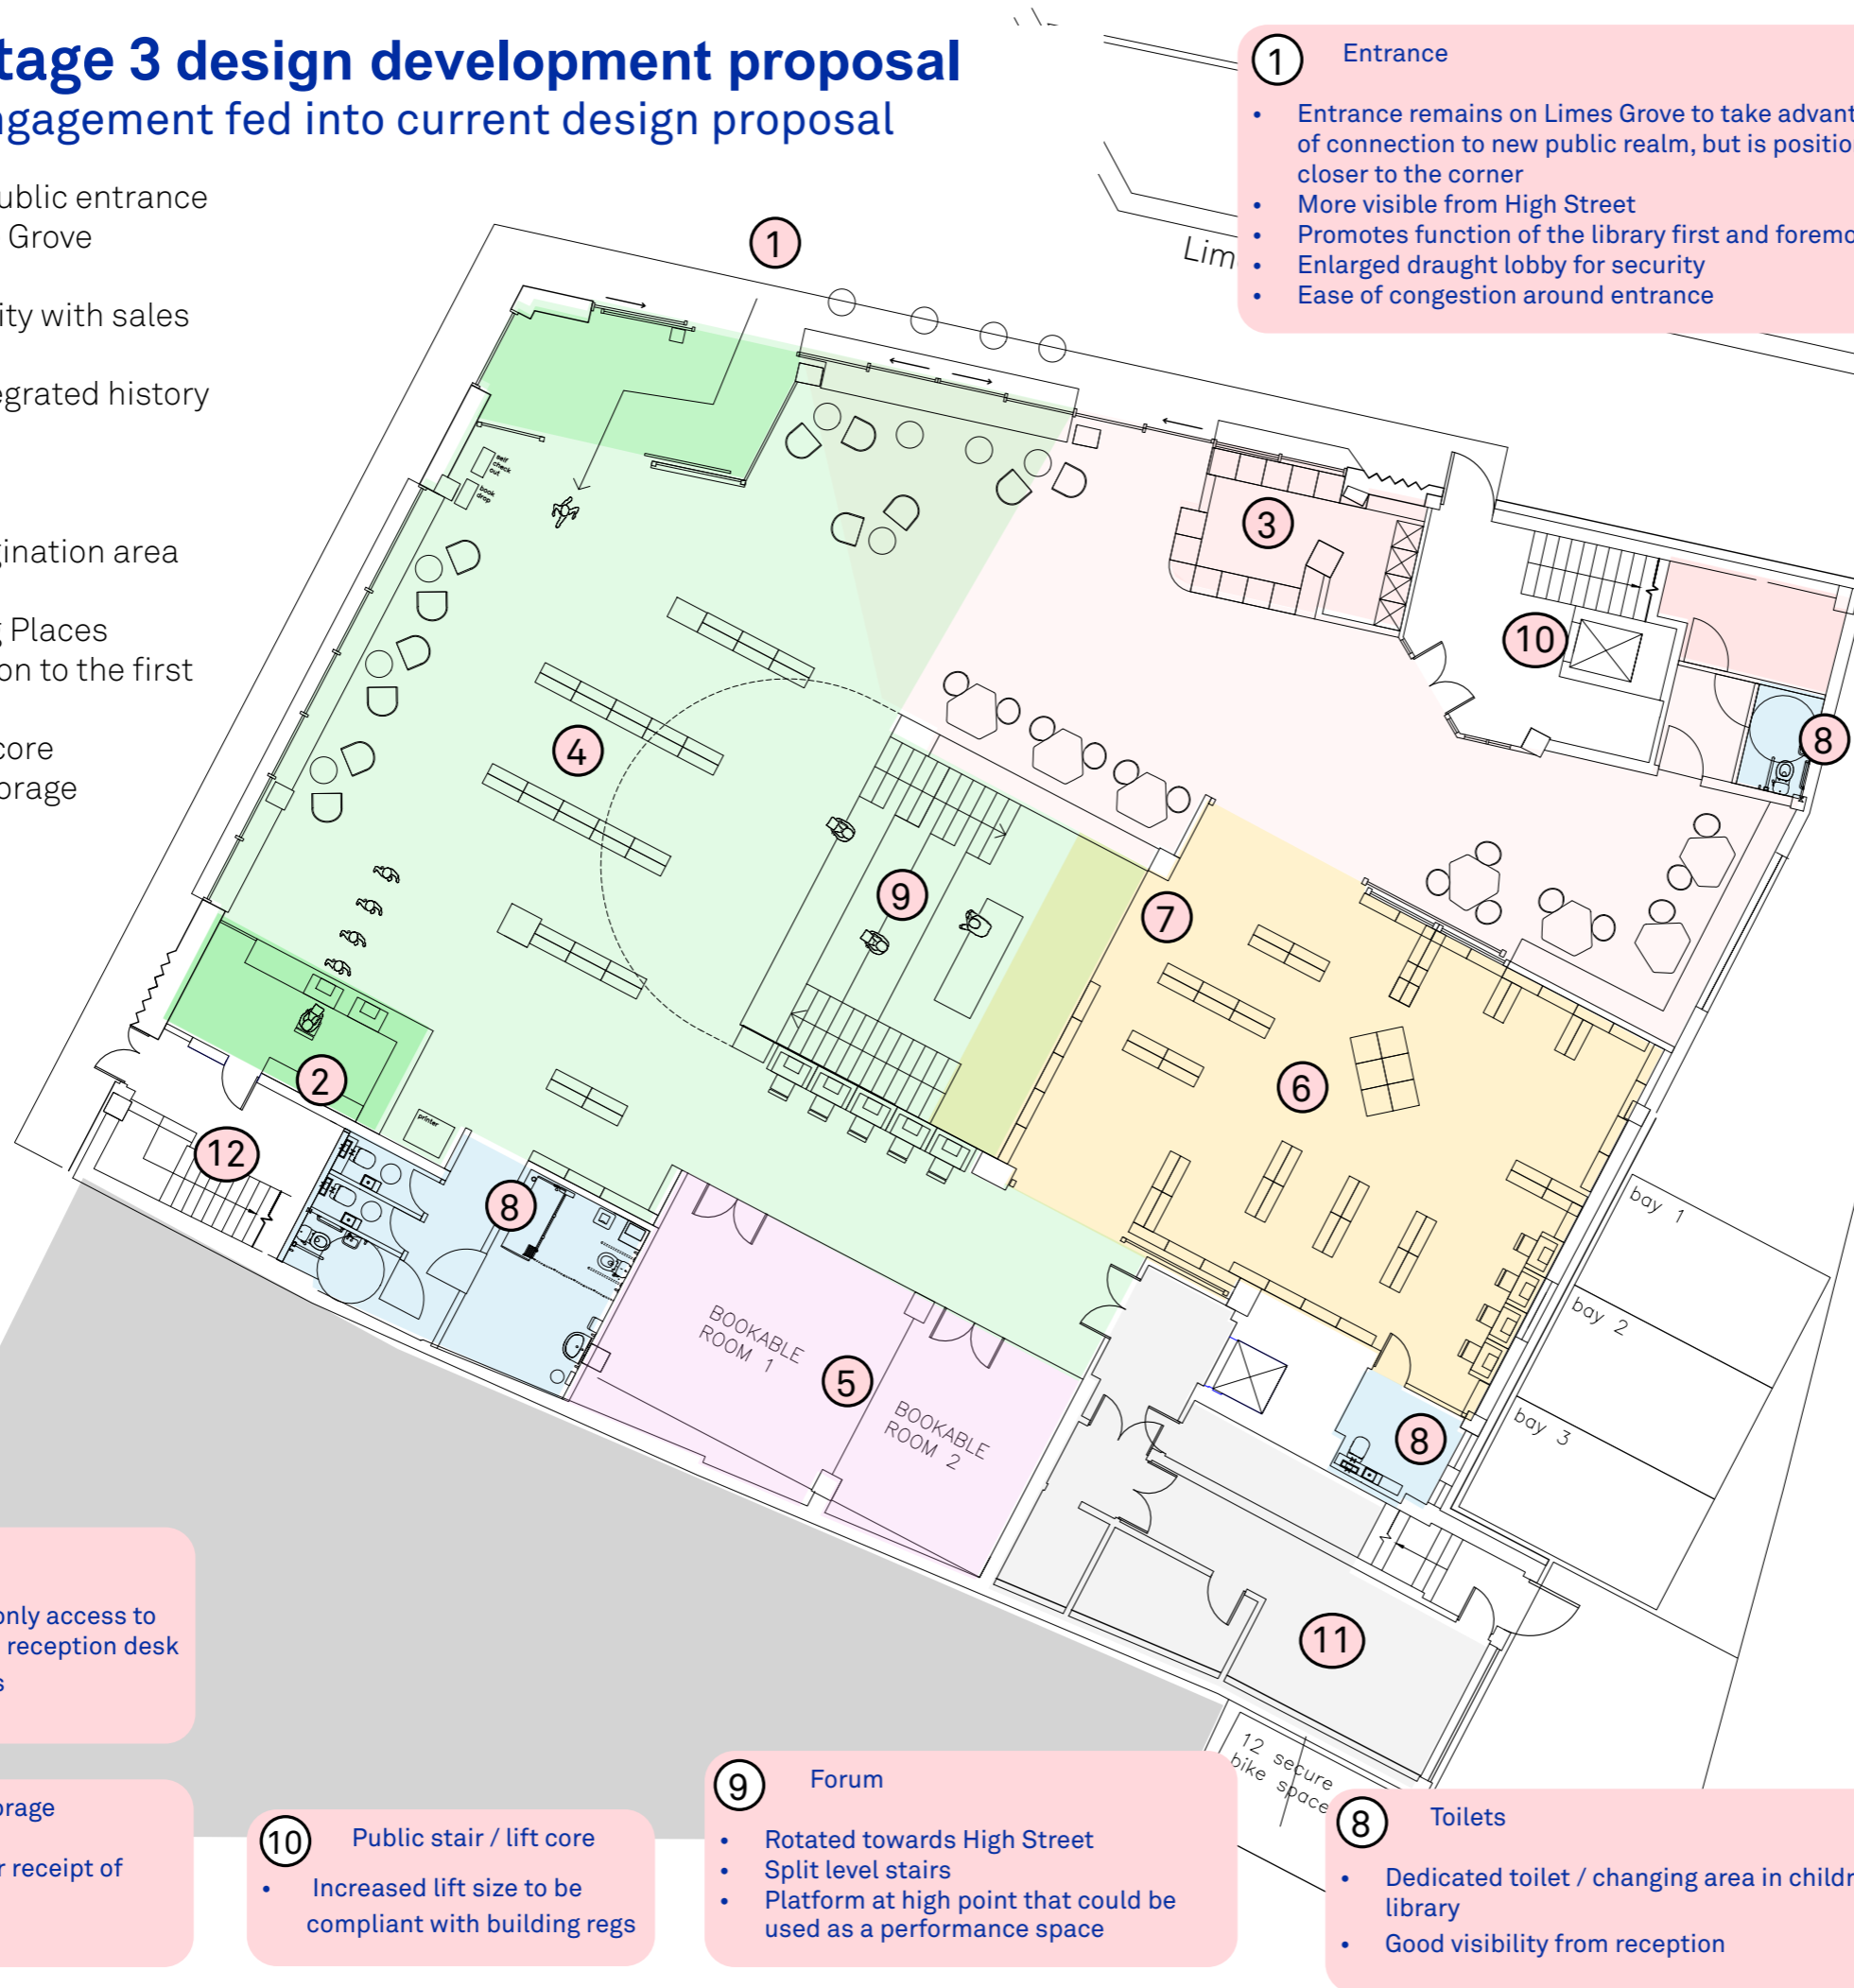 tage 3 design development proposal
ngagement fed into current design proposal
ublic entrance
Grove
ity with sales
egrated history
gination area
g Places
on to the first
core
orage
1 Entrance
• Entrance remains on Limes Grove to take advant
of connection to new public realm, but is positio
closer to the corner
• More visible from High Street
• Promotes function of the library first and foremo
• Enlarged draught lobby for security
• Ease of congestion around entrance
Lim
1
self
check
out
book
drop
3
10
8
4
9
7
6
2
printer
12
8
BOOKABLE
ROOM 1
5
BOOKABLE
ROOM 2
8
bay 1
bay 2
bay 3
11
12 secure
bike space
only access to
reception desk
s
orage
r receipt of
10 Public stair / lift core
• Increased lift size to be
compliant with building regs
9 Forum
• Rotated towards High Street
• Split level stairs
• Platform at high point that could be
used as a performance space
8 Toilets
• Dedicated toilet / changing area in childr
library
• Good visibility from reception